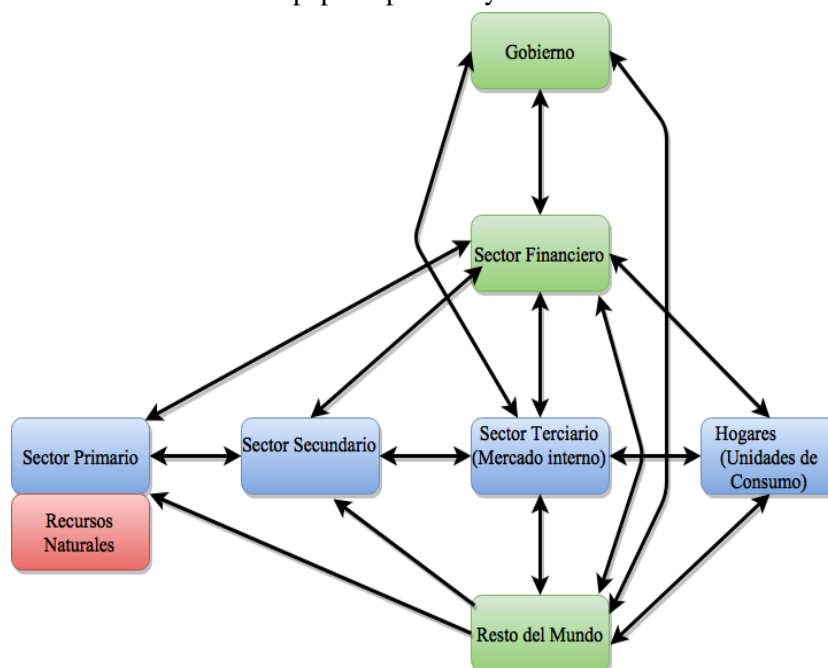 Gobierno
Sector Financiero
Sector Primario
Sector Secundario
Sector Terciario
(Mercado interno)
Hogares
(Unidades de
Consumo)
Recursos
Naturales
Resto del Mundo